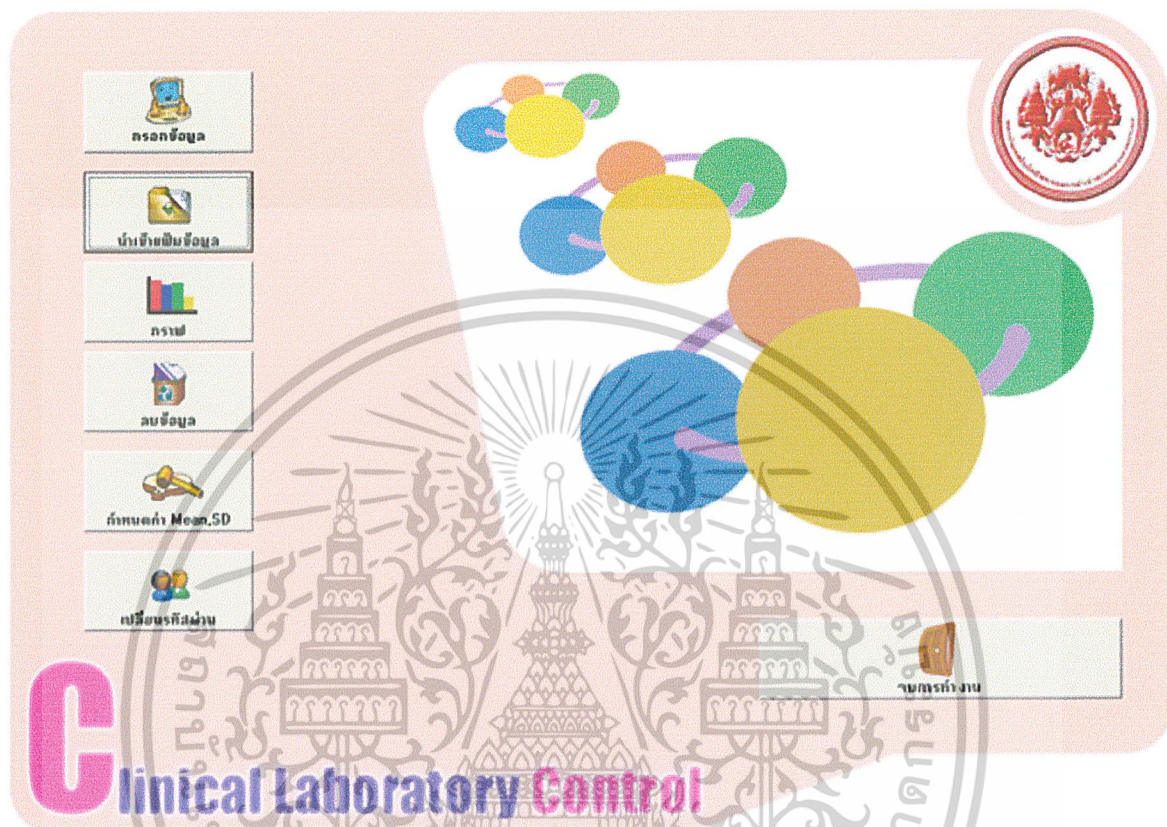 กรอกข้อมูล
นำเข้าแฟ้มข้อมูล
กราฟ
ลบข้อมูล
กำหนดค่า Mean,SD
เปลี่ยนรหัสผ่าน
จบการทำงาน
Clinical Laboratory Control